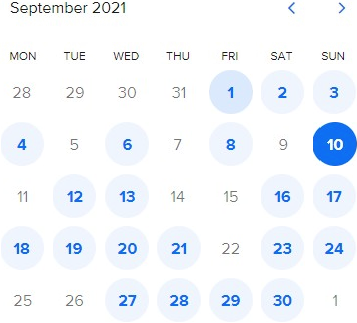 September 2021
MON TUE WED THU FRI SAT SUN
28 29 30 31 1 2 3
4 5 6 7 8 9 10
11 12 13 14 15 16 17
18 19 20 21 22 23 24
25 26 27 28 29 30 1